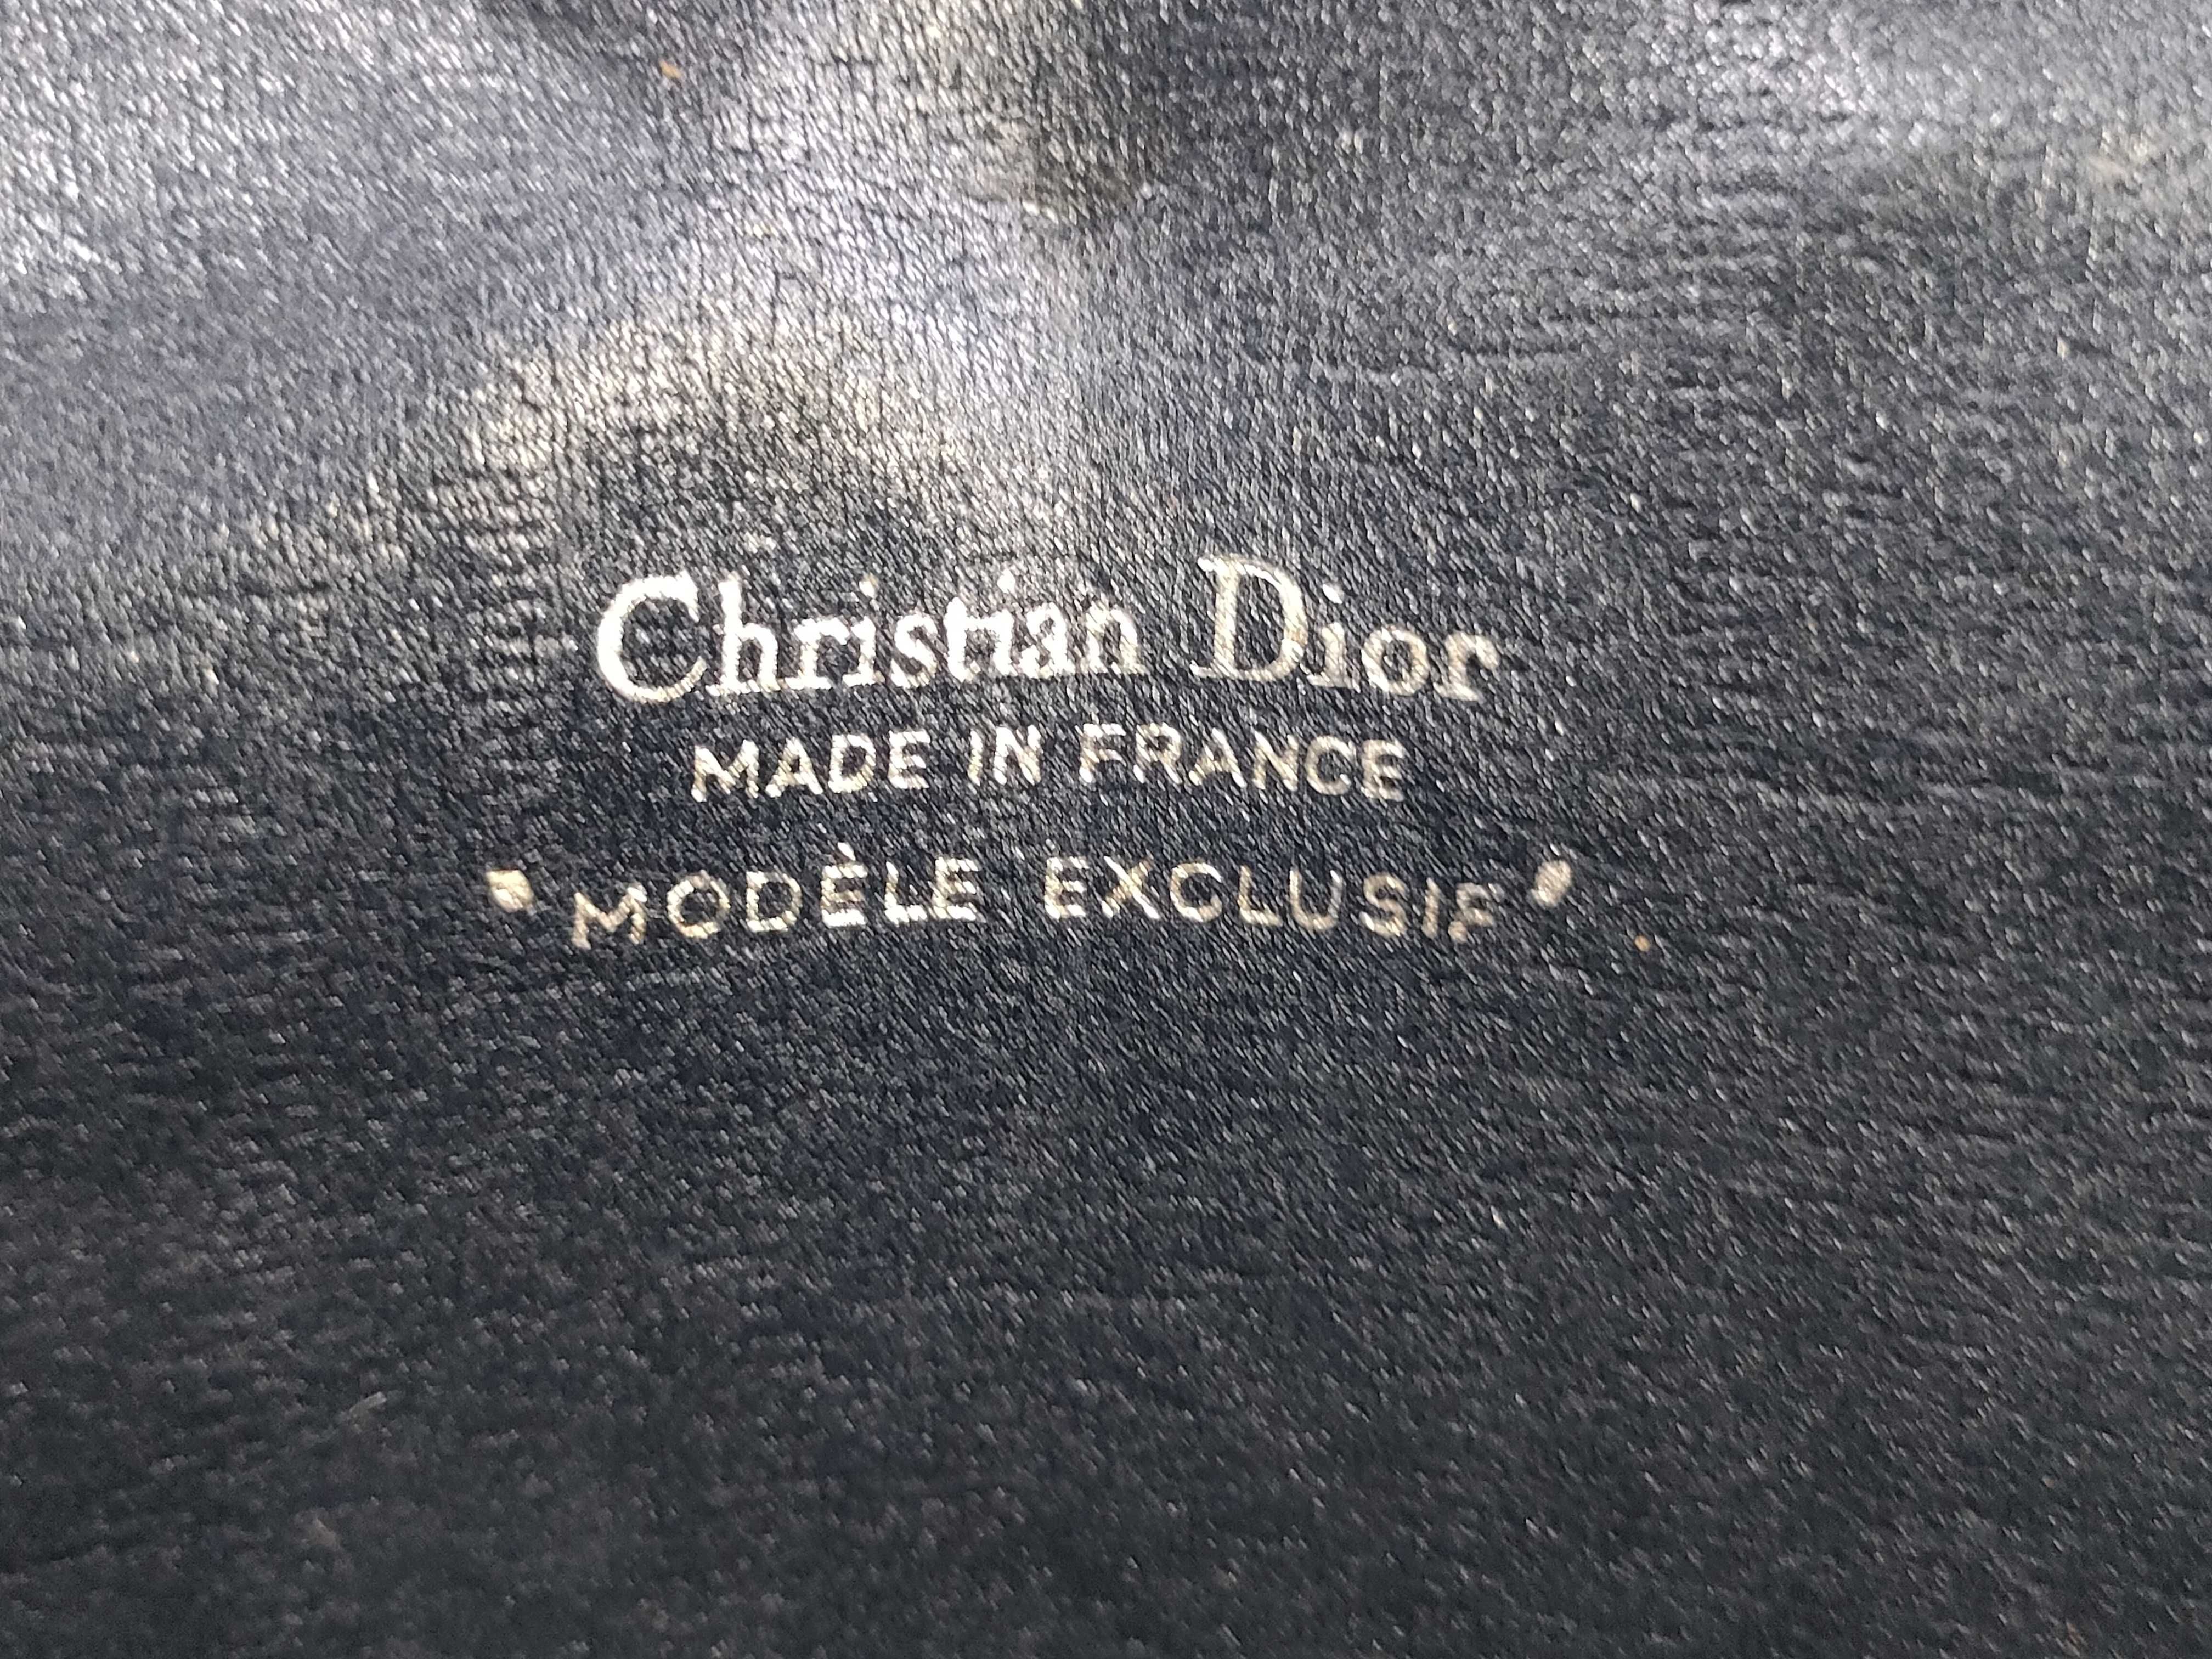 Christian Dior
MADE IN FRANCE
"MODÈLE EXCLUSIF"